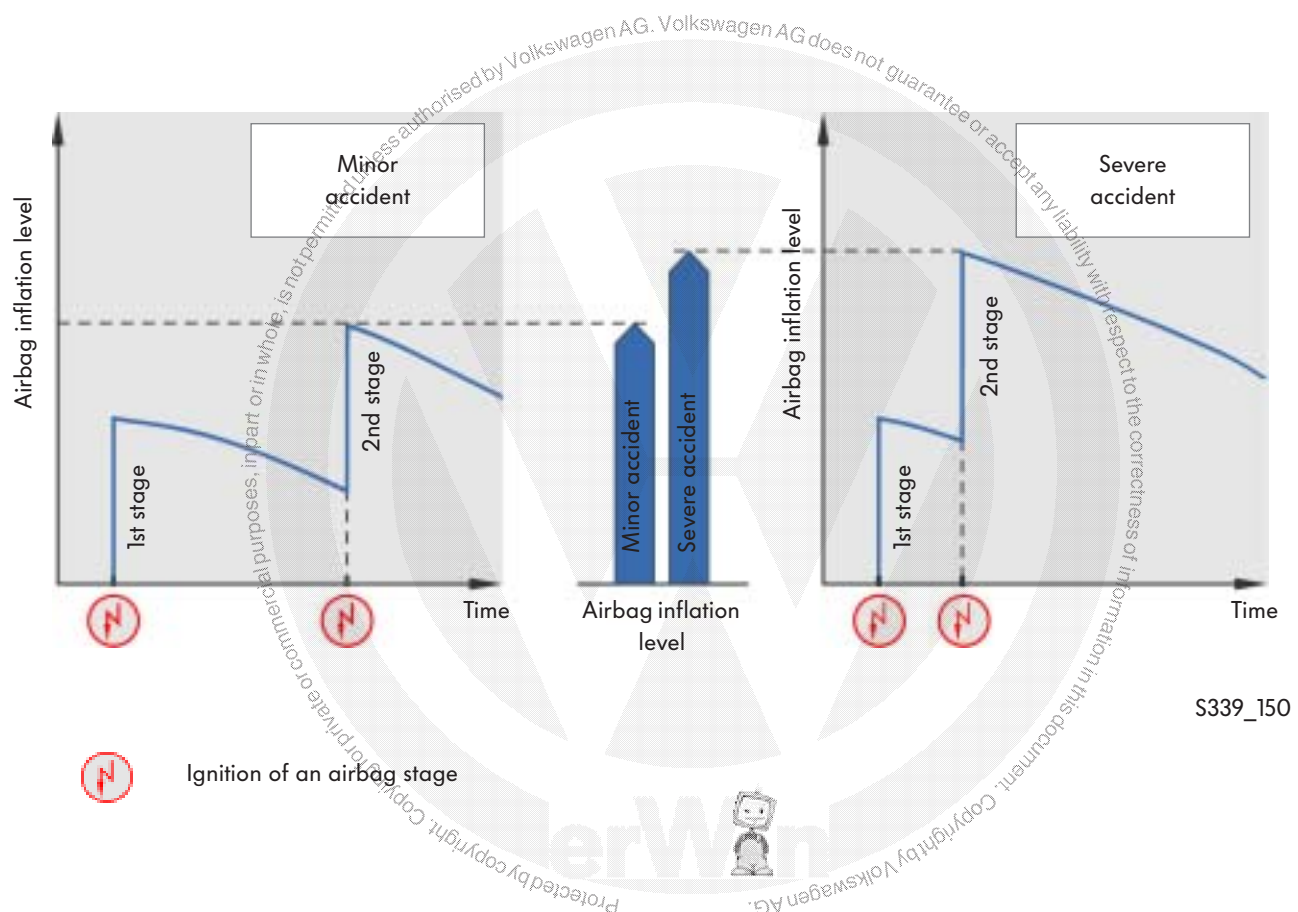 Protected by copyright. Copying for private or commercial purposes, in part or in whole, is not permitted unless authorised by Volkswagen AG. Volkswagen AG does not guarantee or accept any liability with respect to the correctness of information in this document. Copyright by Volkswagen AG.
Minor
accident
Airbag inflation level
1st stage
2nd stage
Time
Minor accident
Severe accident
Airbag inflation
level
Severe
accident
Airbag inflation level
1st stage
2nd stage
Time
S339_150
Ignition of an airbag stage
erWin